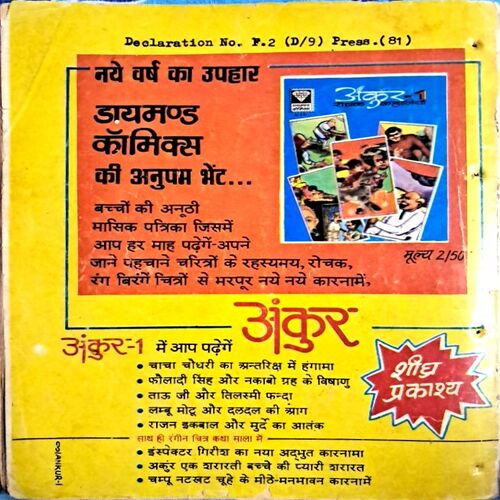 Declaration No. F.2 (D/9) Press.(81)
नये वर्ष का उपहार
डायमण्ड
कॉमिक्स
की अनुपम भेंट...
अंकुर-1
बच्चों की अनूठी
मासिक पत्रिका जिसमें
आप हर माह पढ़ेगें-अपने
जाने पहचाने चरित्रों के रहस्यमय, रोचक,
रंग बिरंगें चित्रों से भरपूर नये नये कारनामें,
मूल्य 2/50
अंकुर
अंकुर-1 में आप पढ़ेगें
• चाचा चौधरी का अन्तरिक्ष में हंगामा
• फौलादी सिंह और नकाबो ग्रह के विषाणु
• ताऊ जी और तिलस्मी फन्दा
• लम्बू मोटू और दलदल की आग
• राजन इकबाल और मुर्दे का आतंक
शीघ्र
प्रकाश्य
साथ ही रंगीन चित्र कथा माला में
• इंस्पेक्टर गिरीश का नया अद्भुत कारनामा
• अकुंर एक शरारती बच्चे की प्यारी शरारत
• चम्पू नटखट चूहे के मीठे-मनभावन कारनामें